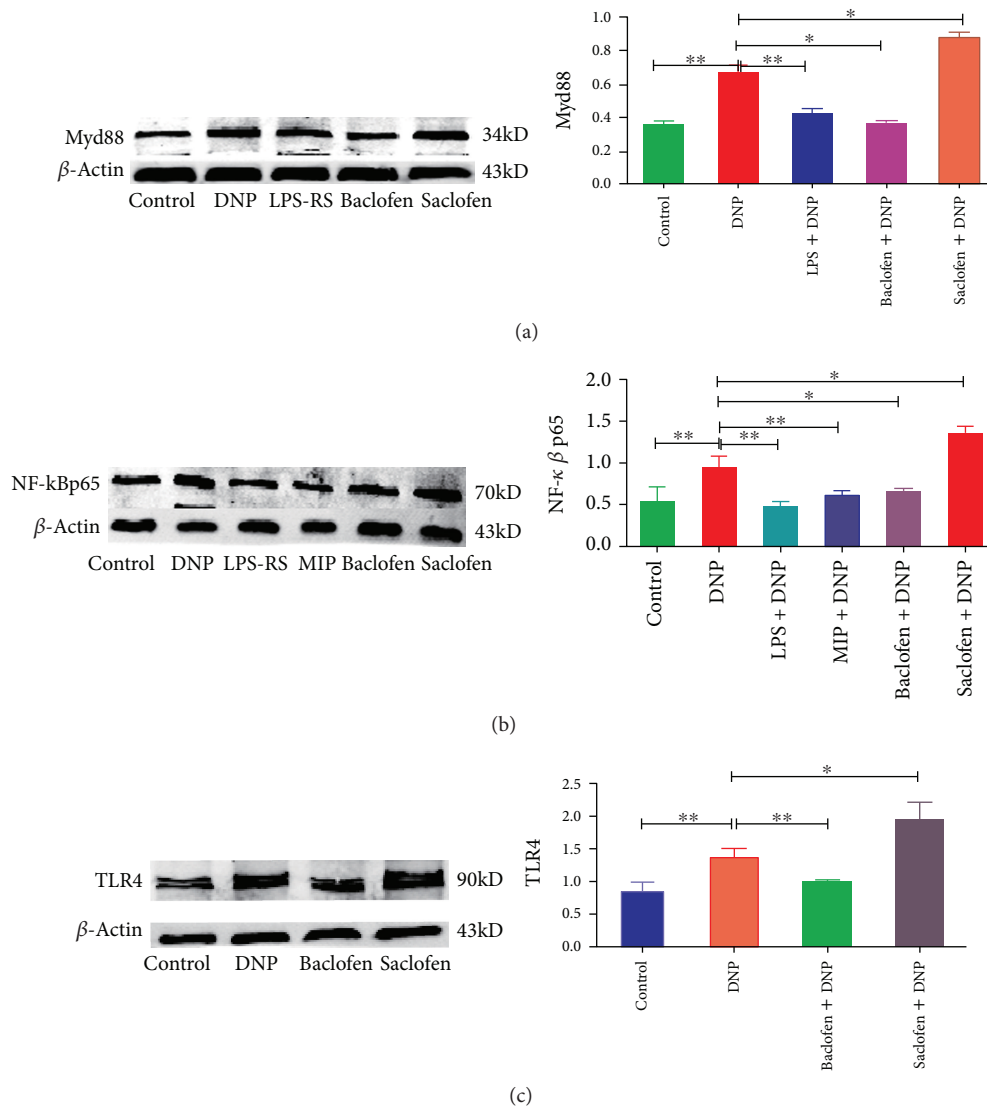 Myd88
34kD
β-Actin
43kD
Control DNP LPS-RS Baclofen Saclofen
Myd88
1.0
0.8
0.6
0.4
0.2
0.0
**
**
*
*
Control
DNP
LPS + DNP
Baclofen + DNP
Saclofen + DNP
(a)
NF-kBp65
70kD
β-Actin
43kD
Control DNP LPS-RS MIP Baclofen Saclofen
NF-κ β p65
2.0
1.5
1.0
0.5
0.0
**
**
**
*
*
Control
DNP
LPS + DNP
MIP + DNP
Baclofen + DNP
Saclofen + DNP
(b)
TLR4
90kD
β-Actin
43kD
Control DNP Baclofen Saclofen
TLR4
2.5
2.0
1.5
1.0
0.5
0.0
**
**
*
Control
DNP
Baclofen + DNP
Saclofen + DNP
(c)